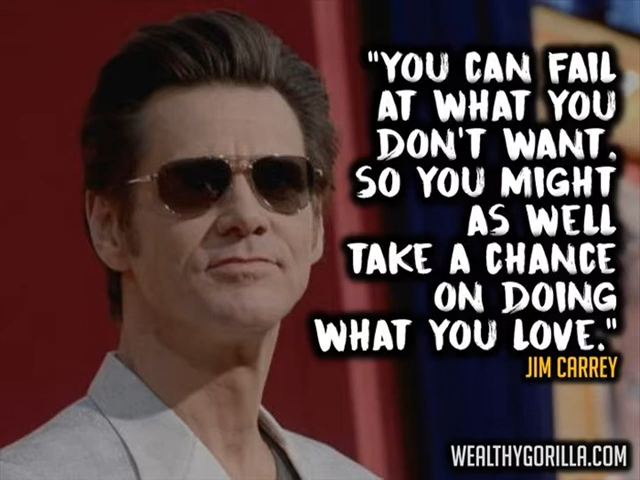 "YOU CAN FAIL
AT WHAT YOU
DON'T WANT.
SO YOU MIGHT
AS WELL
TAKE A CHANCE
ON DOING
WHAT YOU LOVE."
JIM CARREY
WEALTHYGORILLA.COM